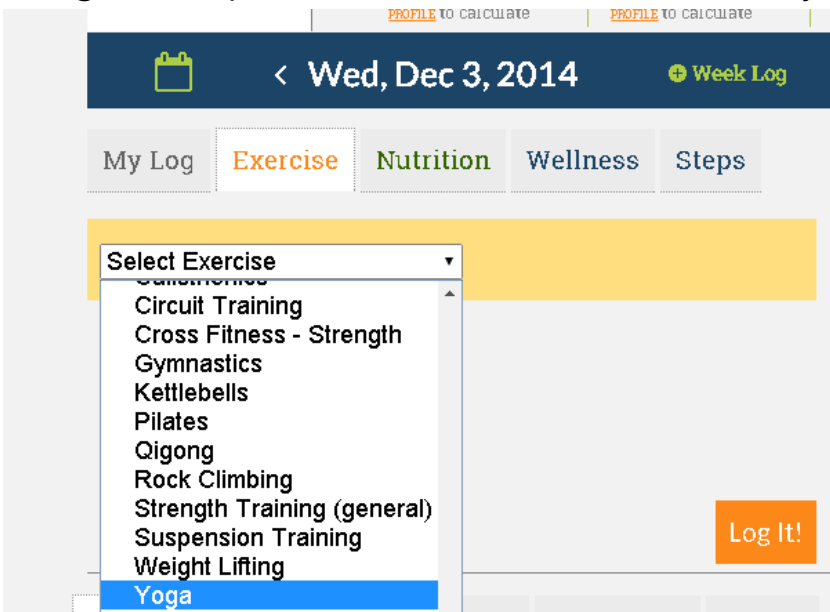 PROFILE to calculate PROFILE to calculate
< Wed, Dec 3, 2014 Week Log
My Log Exercise Nutrition Wellness Steps
Select Exercise
Circuit Training
Cross Fitness - Strength
Gymnastics
Kettlebells
Pilates
Qigong
Rock Climbing
Strength Training (general)
Suspension Training
Log It!
Weight Lifting
Yoga